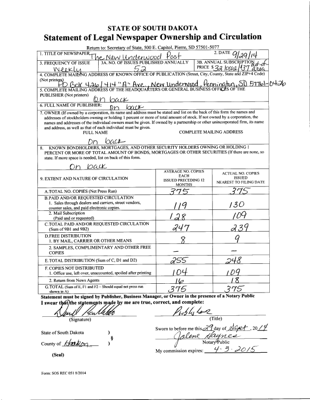 STATE OF SOUTH DAKOTA
Statement of Legal Newspaper Ownership and Circulation
Return to: Secretary of State, 500 E. Capitol, Pierre, SD 57501-5077
1. TITLE OF NEWSPAPER The New Underwood Post
2. DATE 9/29/14
3. FREQUENCY OF ISSUE Weekly
3A. NO. OF ISSUES PUBLISHED ANNUALLY 52
3B. ANNUAL SUBSCRIPTION PRICE
4. COMPLETE MAILING ADDRESS OF KNOWN OFFICE OF PUBLICATION (Street, City, County, State and ZIP+4 Code)
(Not printers)
PO Box 426 / 414 "A" Ave. New Underwood, Pennington, SD 57761-0426
5. COMPLETE MAILING ADDRESS OF THE HEADQUARTERS OR GENERAL BUSINESS OFFICES OF THE
PUBLISHER (Not printers)
on back
6. FULL NAME OF PUBLISHER: on back
7. OWNER (If owned by a corporation, its name and address must be stated and list on the back of this form the names and
addresses of stockholders owning or holding 1 percent or more of total amount of stock. If not owned by a corporation, the
names and addresses of the individual owners must be given. If owned by a partnership or other unincorporated firm, its name
and address, as well as that of each individual must be given.
FULL NAME COMPLETE MAILING ADDRESS
On back
8. KNOWN BONDHOLDERS, MORTGAGES, AND OTHER SECURITY HOLDERS OWNING OR HOLDING 1
PERCENT OR MORE OF TOTAL AMOUNT OF BONDS, MORTGAGES OR OTHER SECURITIES (If there are none, so
state. If more space is needed, list on back of this form.
On back
9. EXTENT AND NATURE OF CIRCULATION
AVERAGE NO. COPIES EACH ISSUED PRECEDING 12 MONTHS
ACTUAL NO. COPIES ISSUED NEAREST TO FILING DATE
A. TOTAL NO. COPIES (Net Press Run) 375 375
B. PAID AND/OR REQUESTED CIRCULATION
1. Sales through dealers and carriers, street vendors,
counter sales, and paid electronic copies. 119 130
2. Mail Subscription
(Paid and or requested) 128 109
C. TOTAL PAID AND/OR REQUESTED CIRCULATION
(Sum of 9B1 and 9B2) 247 239
D. FREE DISTRIBUTION
1. BY MAIL, CARRIER OR OTHER MEANS 8 9
2. SAMPLES, COMPLIMENTARY AND OTHER FREE
COPIES — —
E. TOTAL DISTRIBUTION (Sum of C, D1 and D2) 255 248
F. COPIES NOT DISTRIBUTED
1. Office use, left over, unaccounted, spoiled after printing 104 109
2. Return from News Agents 16 18
G. TOTAL (Sum of E, F1 and F2 - Should equal net press run
shown in A) 375 375
Statement must be signed by Publisher, Business Manager, or Owner in the presence of a Notary Public
I swear that the statements made by me are true, correct, and complete:
(Signature) (Title)
State of South Dakota )
County of Haakon ) §
(Seal)
Sworn to before me this 29 day of Sept, 20 14
Notary Public
My commission expires: 4-3-2015
Form: SOS REC 051 9/2014